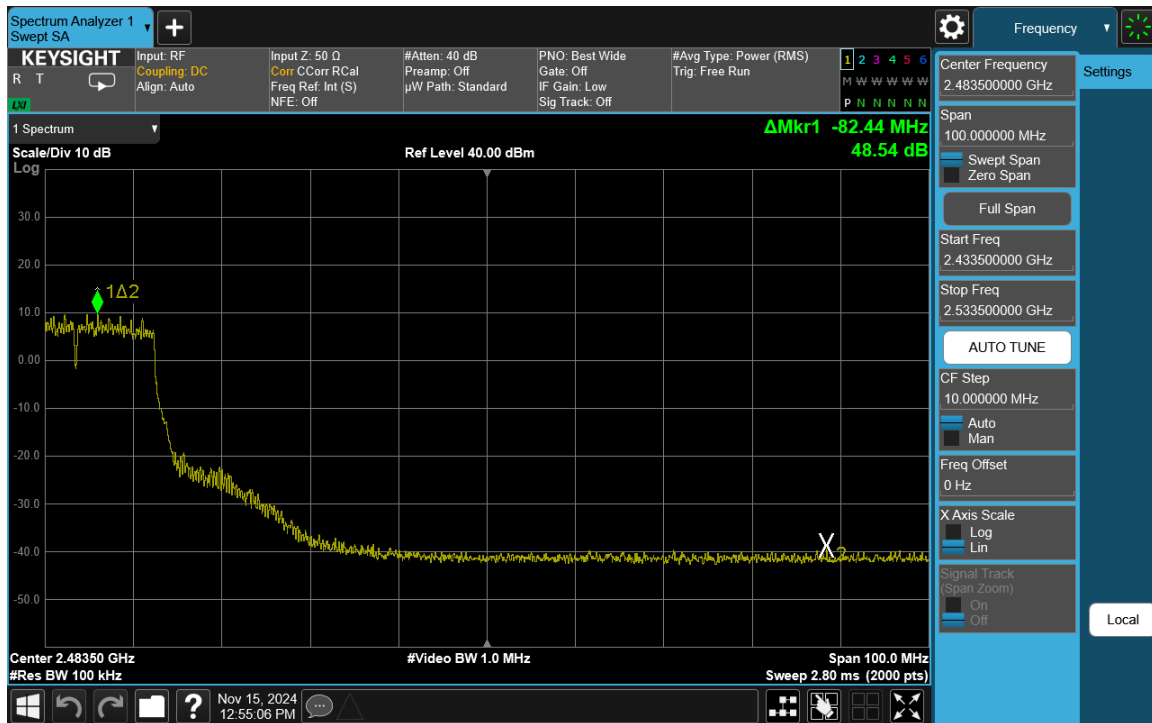 Spectrum Analyzer 1
Swept SA
+
Frequency
KEYSIGHT
R T
LXI
Input: RF
Coupling: DC
Align: Auto
Input Z: 50 Ω
Corr CCorr RCal
Freq Ref: Int (S)
NFE: Off
#Atten: 40 dB
Preamp: Off
µW Path: Standard
PNO: Best Wide
Gate: Off
IF Gain: Low
Sig Track: Off
#Avg Type: Power (RMS)
Trig: Free Run
1 2 3 4 5 6
M W W W W W
P N N N N N
1 Spectrum
Scale/Div 10 dB
Log
Ref Level 40.00 dBm
ΔMkr1 -82.44 MHz
48.54 dB
30.0
20.0
10.0
0.00
-10.0
-20.0
-30.0
-40.0
-50.0
1Δ2
X2
Center 2.48350 GHz
#Res BW 100 kHz
#Video BW 1.0 MHz
Span 100.0 MHz
Sweep 2.80 ms (2000 pts)
Center Frequency
2.483500000 GHz
Settings
Span
100.000000 MHz
Swept Span
Zero Span
Full Span
Start Freq
2.433500000 GHz
Stop Freq
2.533500000 GHz
AUTO TUNE
CF Step
10.000000 MHz
Auto
Man
Freq Offset
0 Hz
X Axis Scale
Log
Lin
Signal Track
(Span Zoom)
On
Off
Local
?
Nov 15, 2024
12:55:06 PM